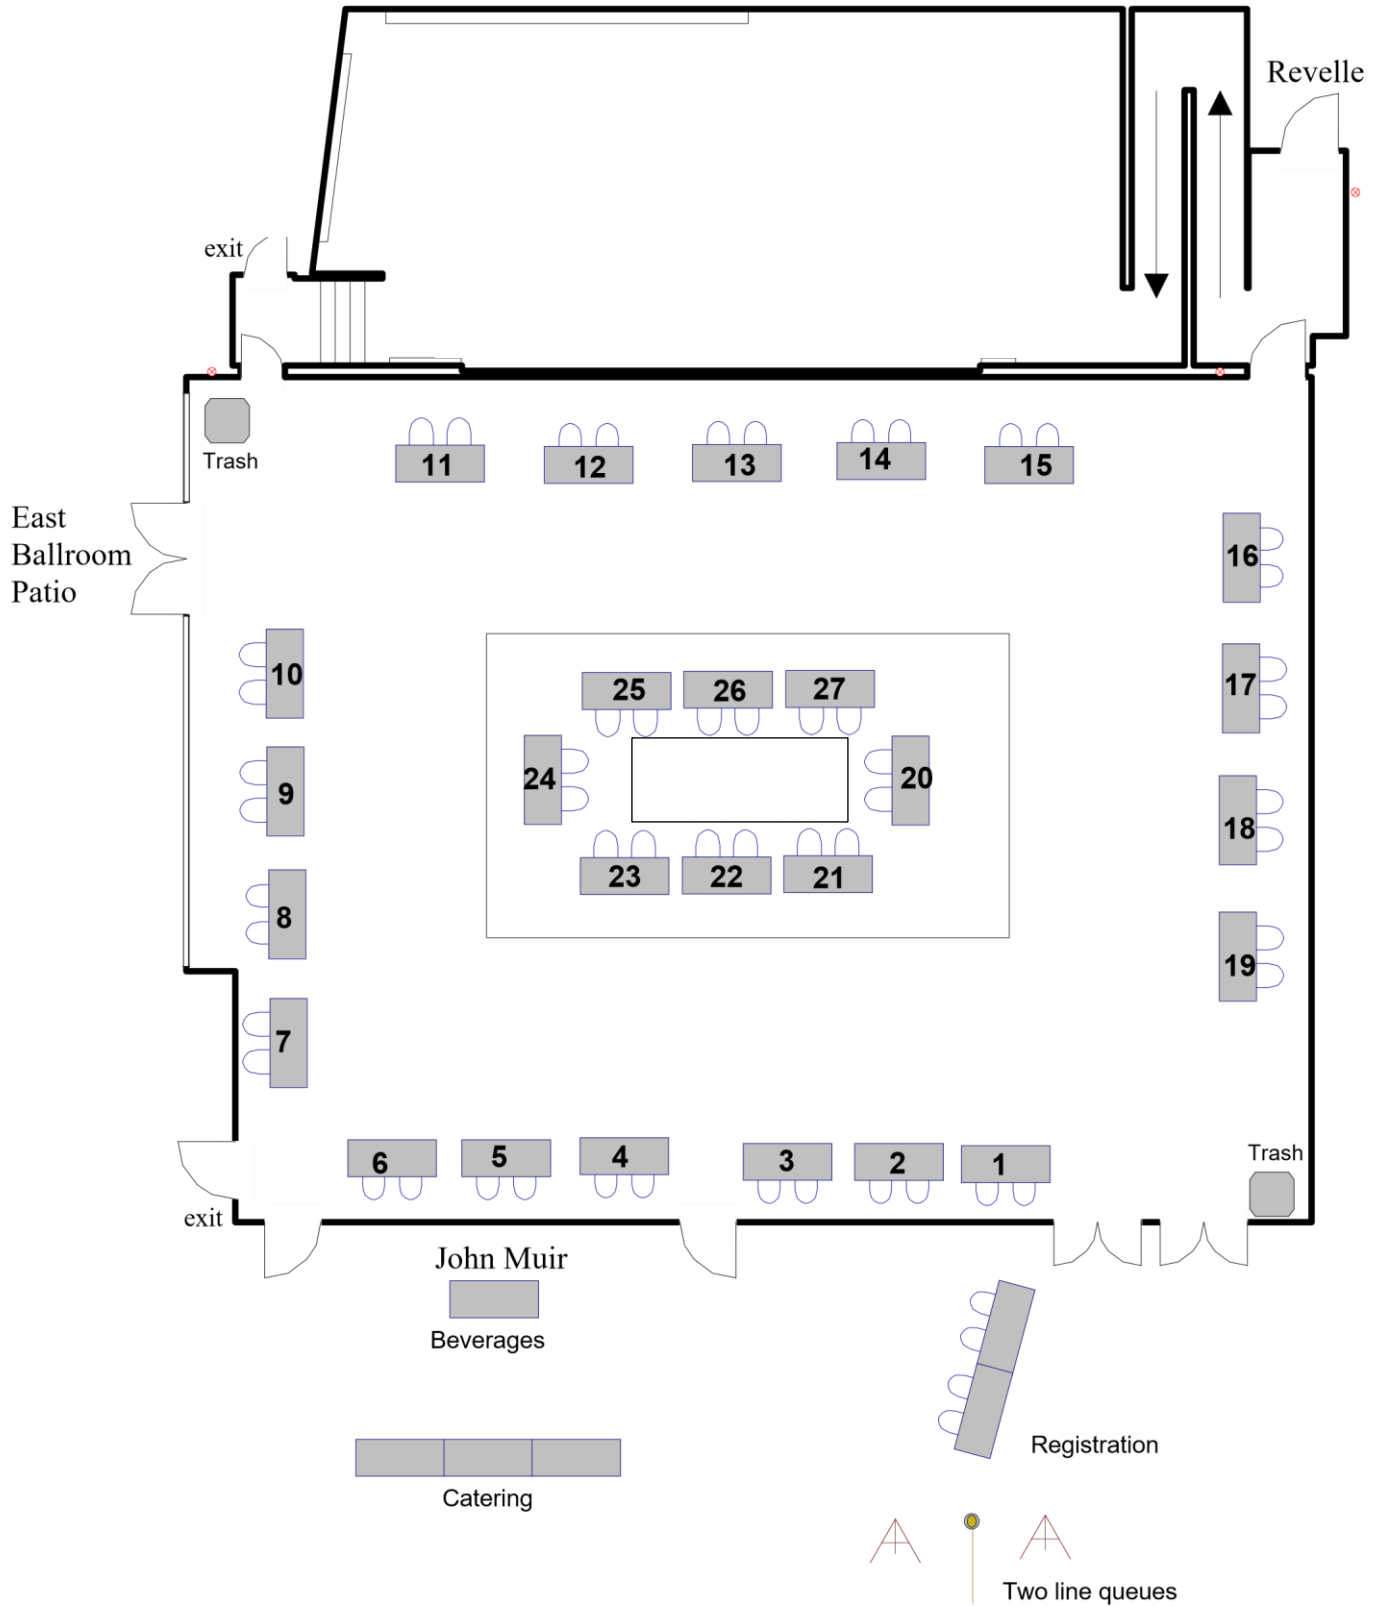 Revelle
exit
Trash
11
12
13
14
15
East
Ballroom
Patio
16
10
17
25
26
27
24
20
9
18
23
22
21
8
19
7
6
5
4
3
2
1
Trash
exit
John Muir
Beverages
Registration
Catering
Two line queues